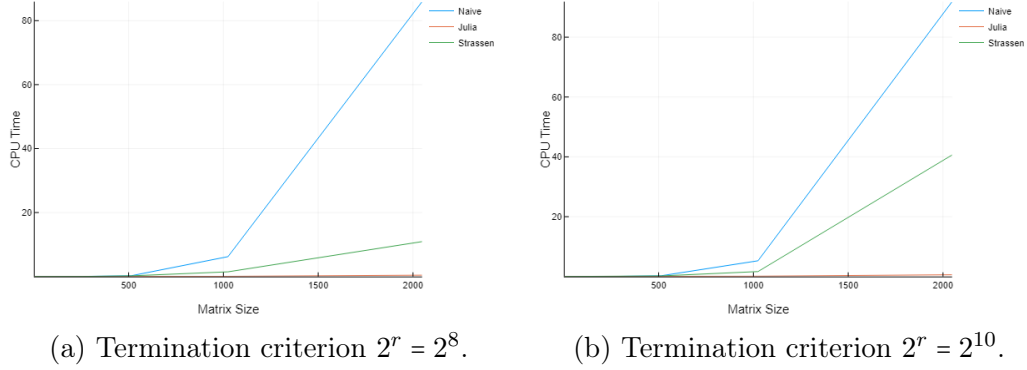 80
60
40
20
CPU Time
500
1000
1500
2000
Matrix Size
Naive
Julia
Strassen
(a) Termination criterion 2^r = 2^8.
80
60
40
20
CPU Time
500
1000
1500
2000
Matrix Size
Naive
Julia
Strassen
(b) Termination criterion 2^r = 2^10.